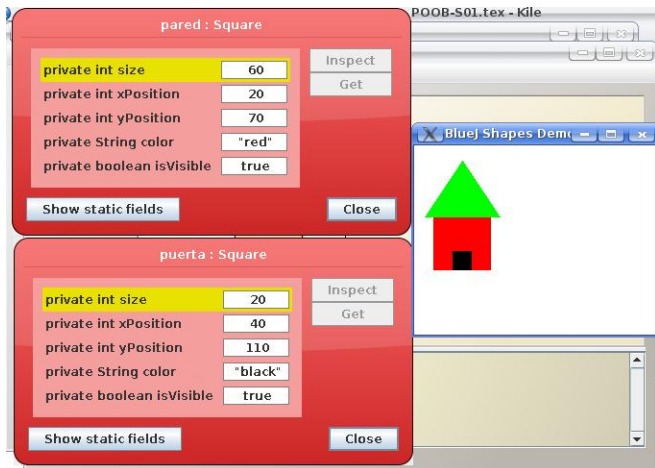 POOB-S01.tex - Kile
pared : Square
private int size 60
private int xPosition 20
private int yPosition 70
private String color "red"
private boolean isVisible true
Inspect
Get
Show static fields
Close
BlueJ Shapes Dem
puerta : Square
private int size 20
private int xPosition 40
private int yPosition 110
private String color "black"
private boolean isVisible true
Inspect
Get
Show static fields
Close